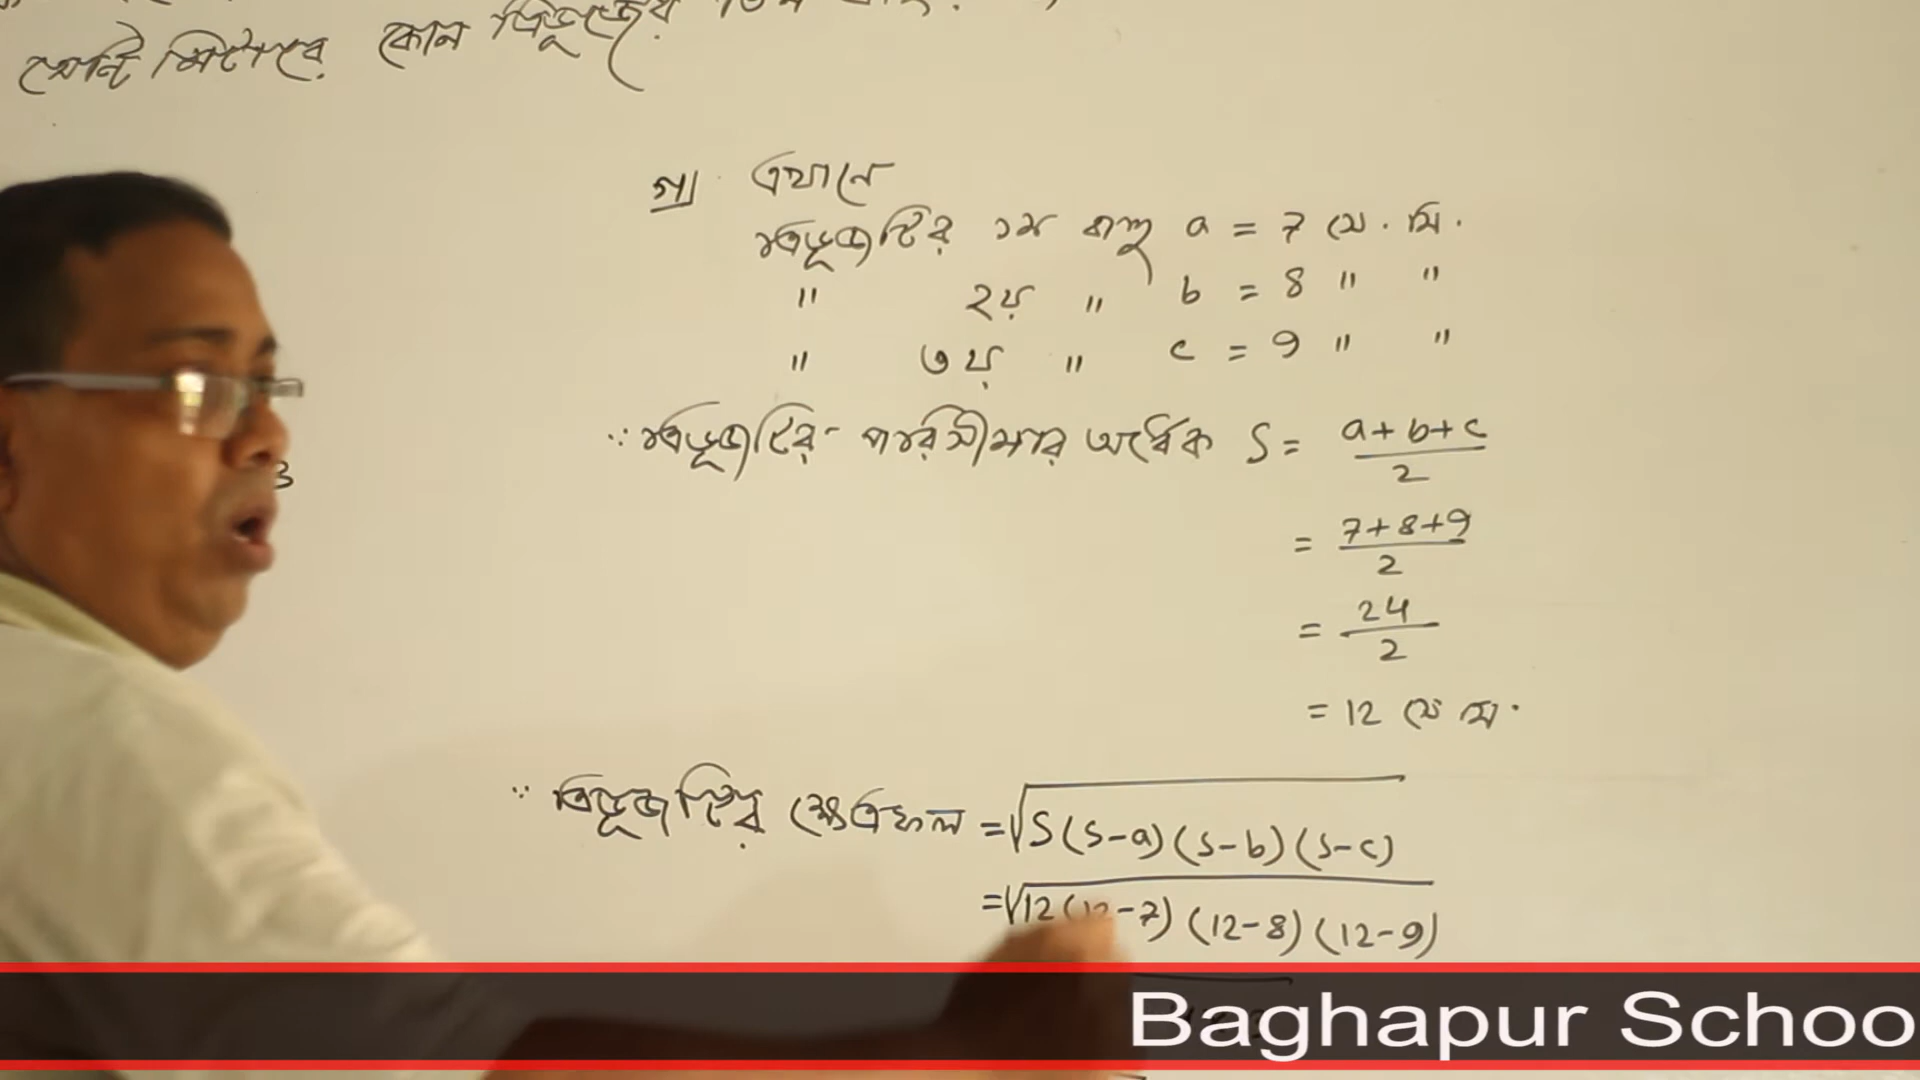 সেন্টিমিটারে কোন ত্রিভূজের তিন
গ। এখানে
ত্রিভূজটির ১ম বাহু a = 7 সে. মি.
" ২য় " b = 8 " "
" ৩য় " c = 9 " "
∵ ত্রিভূজটির পরিসীমার অর্ধেক S = a+b+c / 2
= 7+8+9 / 2
= 24 / 2
= 12 সে মি.
∵ ত্রিভূজটির ক্ষেত্রফল = √S(S-a)(S-b)(S-c)
= √12(12-7)(12-8)(12-9)
3
Baghapur Schoo